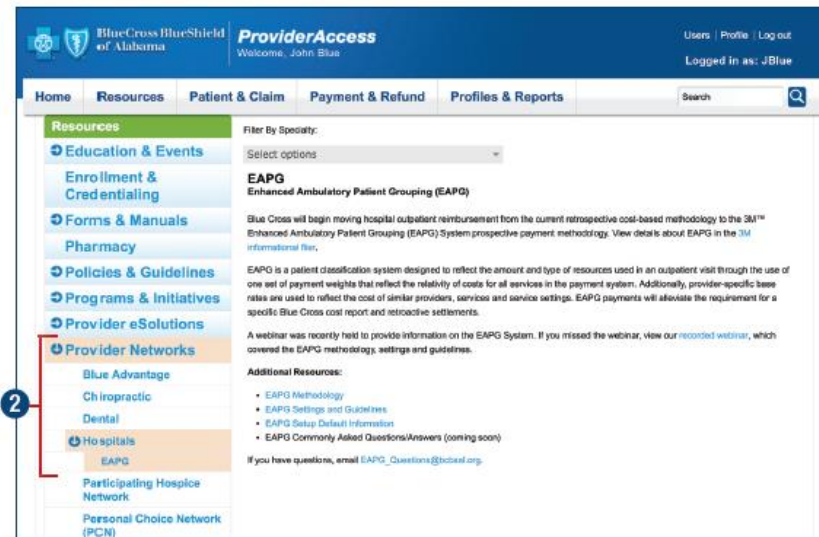 BlueCross BlueShield
of Alabama
ProviderAccess
Welcome, John Blue
Users | Profile | Log out
Logged in as: JBlue
Home Resources Patient & Claim Payment & Refund Profiles & Reports Search
Resources
Education & Events
Enrollment &
Credentialing
Forms & Manuals
Pharmacy
Policies & Guidelines
Programs & Initiatives
Provider eSolutions
Provider Networks
Blue Advantage
Chiropractic
Dental
Hospitals
EAPG
Participating Hospice
Network
Personal Choice Network
(PCN)
2
Filter By Specialty:
Select options
EAPG
Enhanced Ambulatory Patient Grouping (EAPG)
Blue Cross will begin moving hospital outpatient reimbursement from the current retrospective cost-based methodology to the 3M™
Enhanced Ambulatory Patient Grouping (EAPG) System prospective payment methodology. View details about EAPG in the 3M
informational flier.
EAPG is a patient classification system designed to reflect the amount and type of resources used in an outpatient visit through the use of
one set of payment weights that reflect the relativity of costs for all services in the payment system. Additionally, provider-specific base
rates are used to reflect the cost of similar providers, services and service settings. EAPG payments will alleviate the requirement for a
specific Blue Cross cost report and retroactive settlements.
A webinar was recently held to provide information on the EAPG System. If you missed the webinar, view our recorded webinar, which
covered the EAPG methodology, settings and guidelines.
Additional Resources:
• EAPG Methodology
• EAPG Settings and Guidelines
• EAPG Setup Default Information
• EAPG Commonly Asked Questions/Answers (coming soon)
If you have questions, email EAPG_Questions@bcbsal.org.